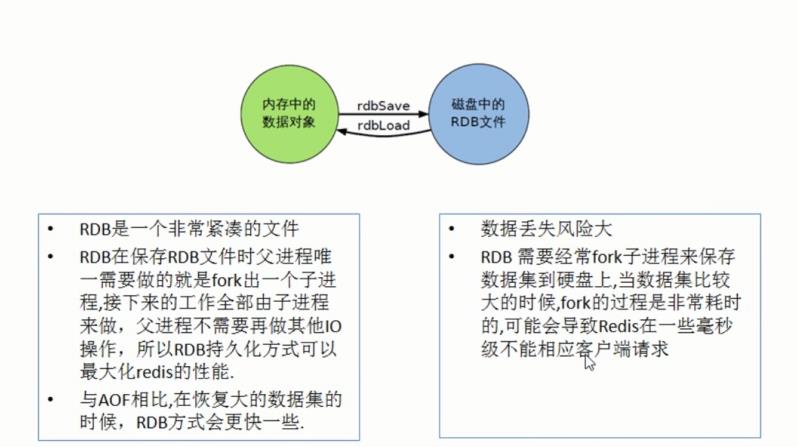 内存中的
数据对象
rdbSave
rdbLoad
磁盘中的
RDB文件
• RDB是一个非常紧凑的文件
• RDB在保存RDB文件时父进程唯
一需要做的就是fork出一个子进
程,接下来的工作全部由子进程
来做，父进程不需要再做其他IO
操作，所以RDB持久化方式可以
最大化redis的性能.
• 与AOF相比,在恢复大的数据集的
时候，RDB方式会更快一些.
• 数据丢失风险大
• RDB 需要经常fork子进程来保存
数据集到硬盘上,当数据集比较
大的时候,fork的过程是非常耗时
的,可能会导致Redis在一些毫秒
级不能相应客户端请求